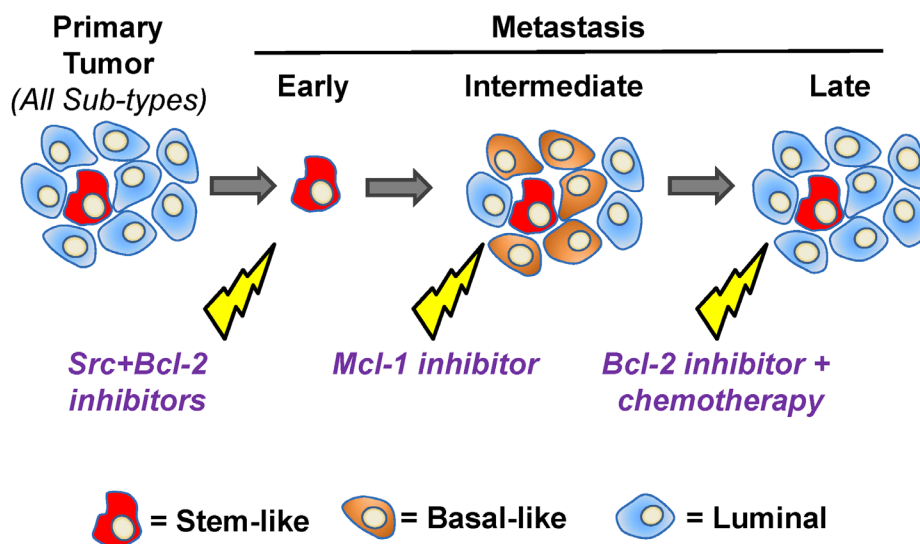 Primary
Tumor
(All Sub-types)
Metastasis
Early
Intermediate
Late
Src+Bcl-2
inhibitors
Mcl-1 inhibitor
Bcl-2 inibitor +
chemotherapy
= Stem-like
= Basal-like
= Luminal